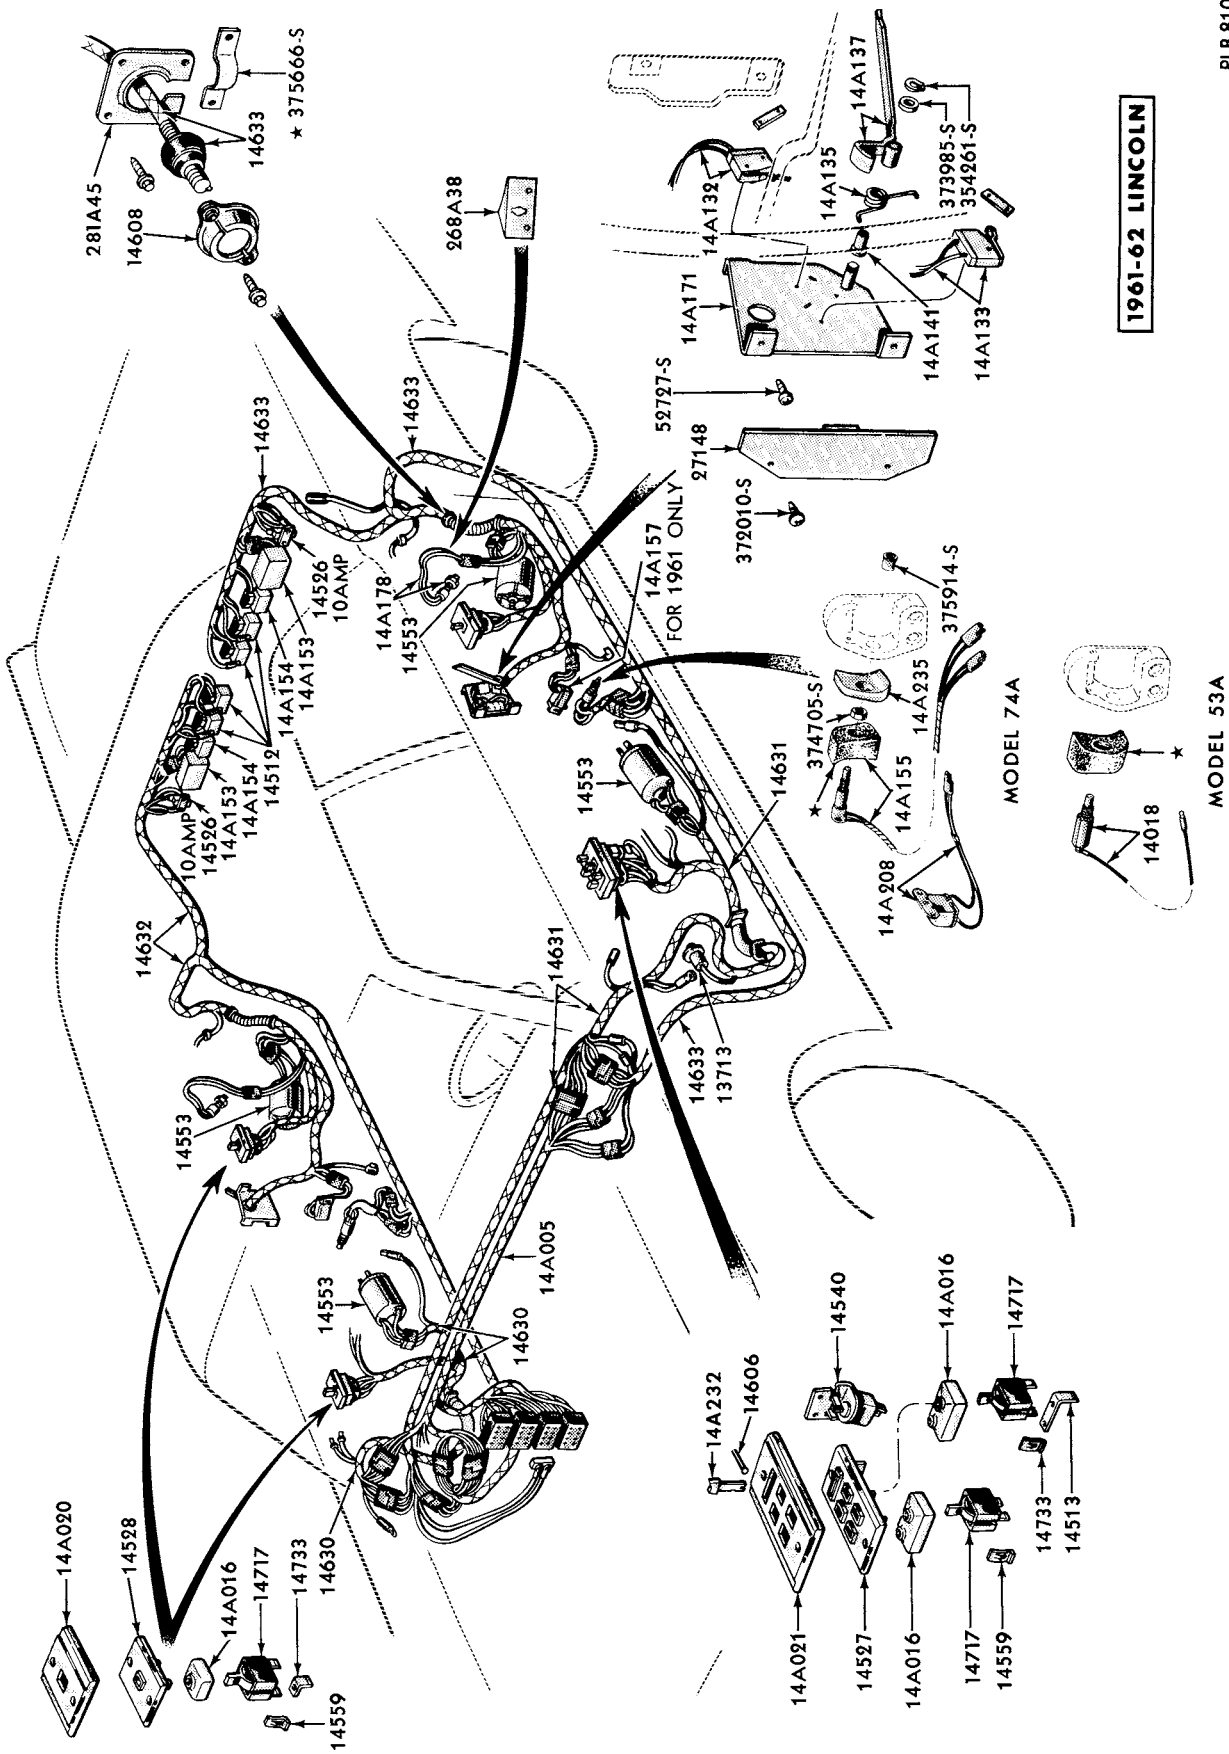 14A020
14528
14A016
14717
14733
14630
14559
14553
14553
14630
14A005
14632
10AMP
14526
14A153
14A154
14512
14A154
14A153
14526
10AMP
14633
14633
281A45
14608
14633
★ 375666-S
268A38
14A178
14553
14A157
FOR 1961 ONLY
14553
14631
14631
14633
13713
52727-S
27148
372010-S
14A171
14A132
14A135
14A137
373985-S
354261-S
14A141
14A133
374705-S
★
14A155
14A235
375914-S
14A208
MODEL 74A
14018
★
MODEL 53A
14A232
14606
14540
14A016
14717
14A021
14527
14A016
14717
14559
14733
14513
1961-62 LINCOLN